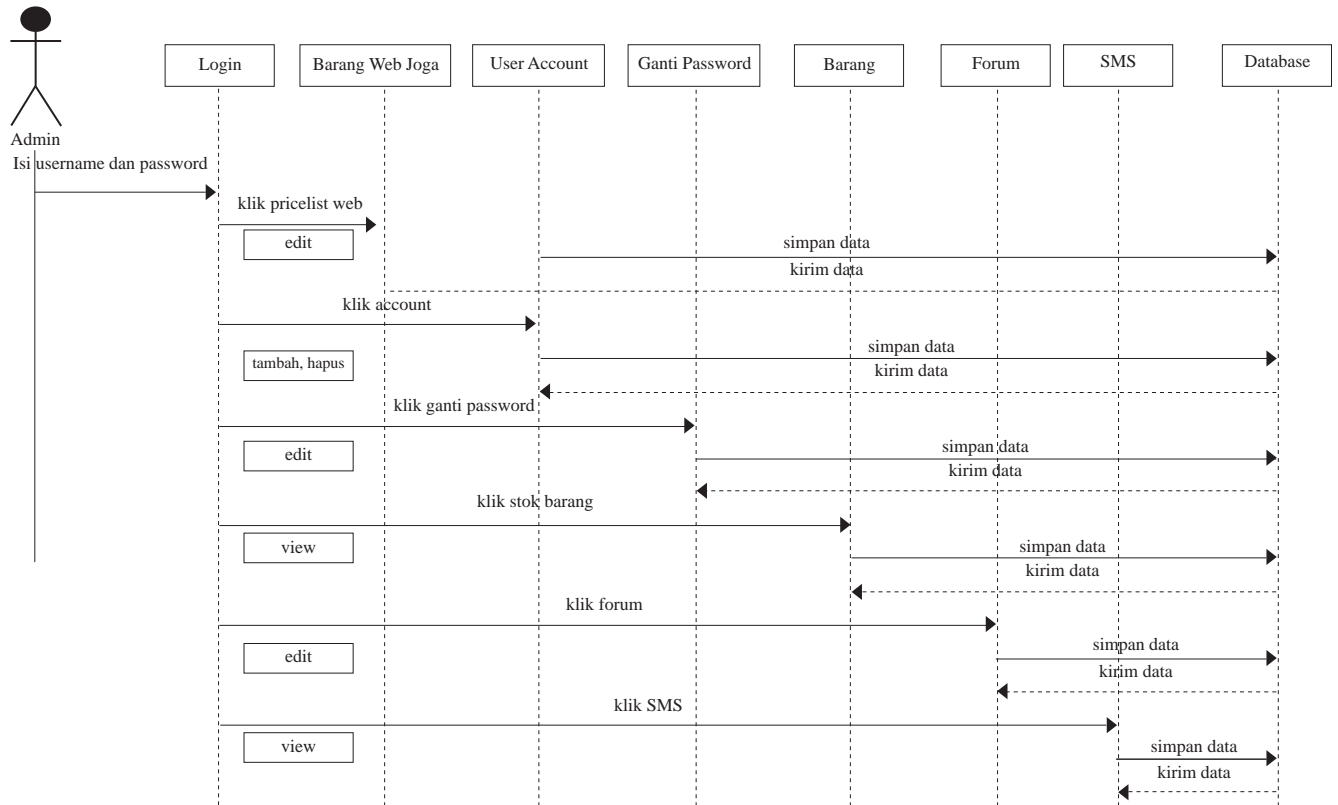 Login
Barang Web Joga
User Account
Ganti Password
Barang
Forum
SMS
Database
Admin
Isi username dan password
klik pricelist web
edit
simpan data
kirim data
klik account
tambah, hapus
simpan data
kirim data
klik ganti password
edit
simpan data
kirim data
klik stok barang
view
simpan data
kirim data
klik forum
edit
simpan data
kirim data
klik SMS
view
simpan data
kirim data